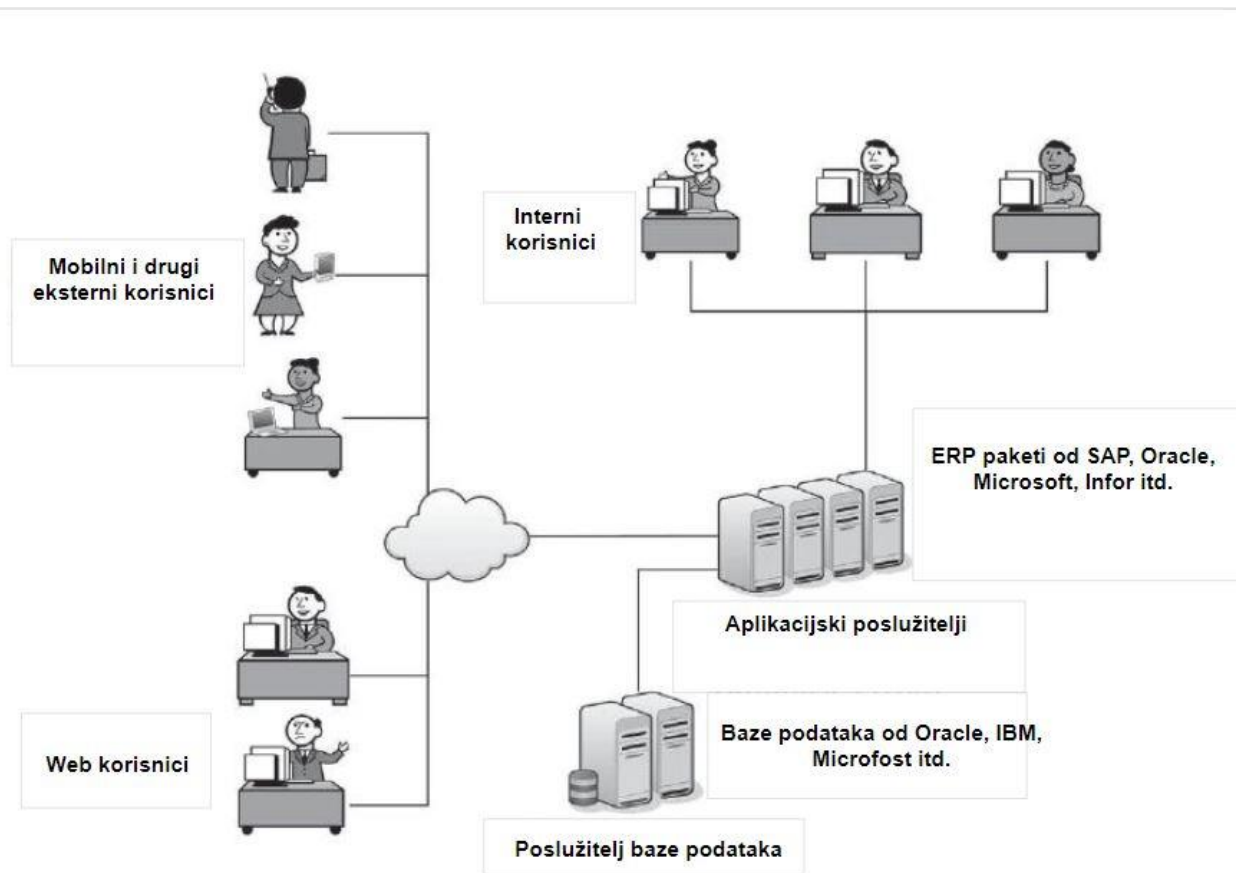 Interni
korisnici
Mobilni i drugi
eksterni korisnici
ERP paketi od SAP, Oracle,
Microsoft, Infor itd.
Aplikacijski poslužitelji
Baze podataka od Oracle, IBM,
Microfost itd.
Web korisnici
Poslužitelj baze podataka